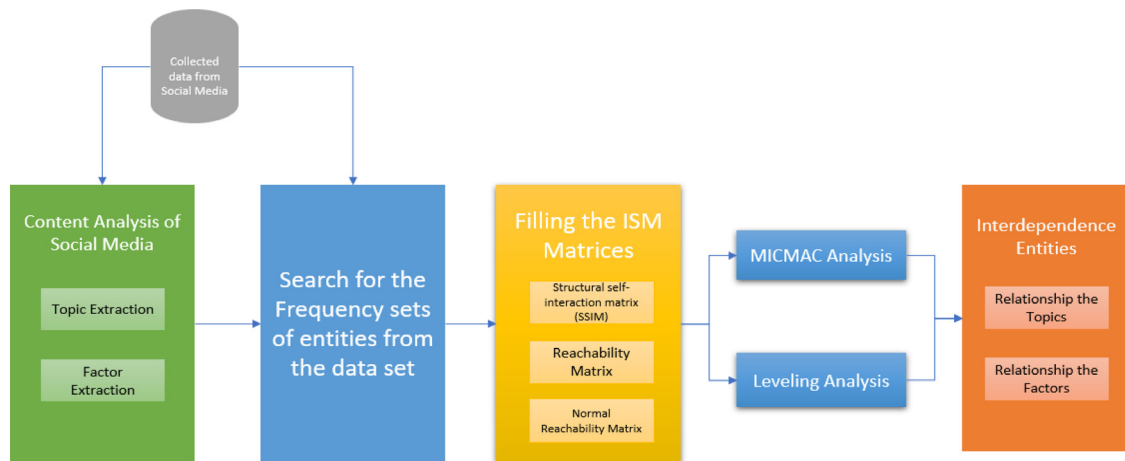 Collected
data from
Social Media
Content Analysis of
Social Media
Topic Extraction
Factor
Extraction
Search for the
Frequency sets
of entities from
the data set
Filling the ISM
Matrices
Structural self-
interaction matrix
(SSIM)
Reachability
Matrix
Normal
Reachability Matrix
MICMAC Analysis
Leveling Analysis
Interdependence
Entities
Relationship the
Topics
Relationship the
Factors